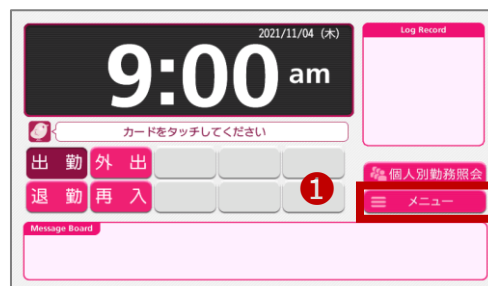 2021/11/04 (木)
9:00 am
カードをタッチしてください
出 勤
外 出
退 勤
再 入
Log Record
個人別勤務照会
1
メニュー
Message Board